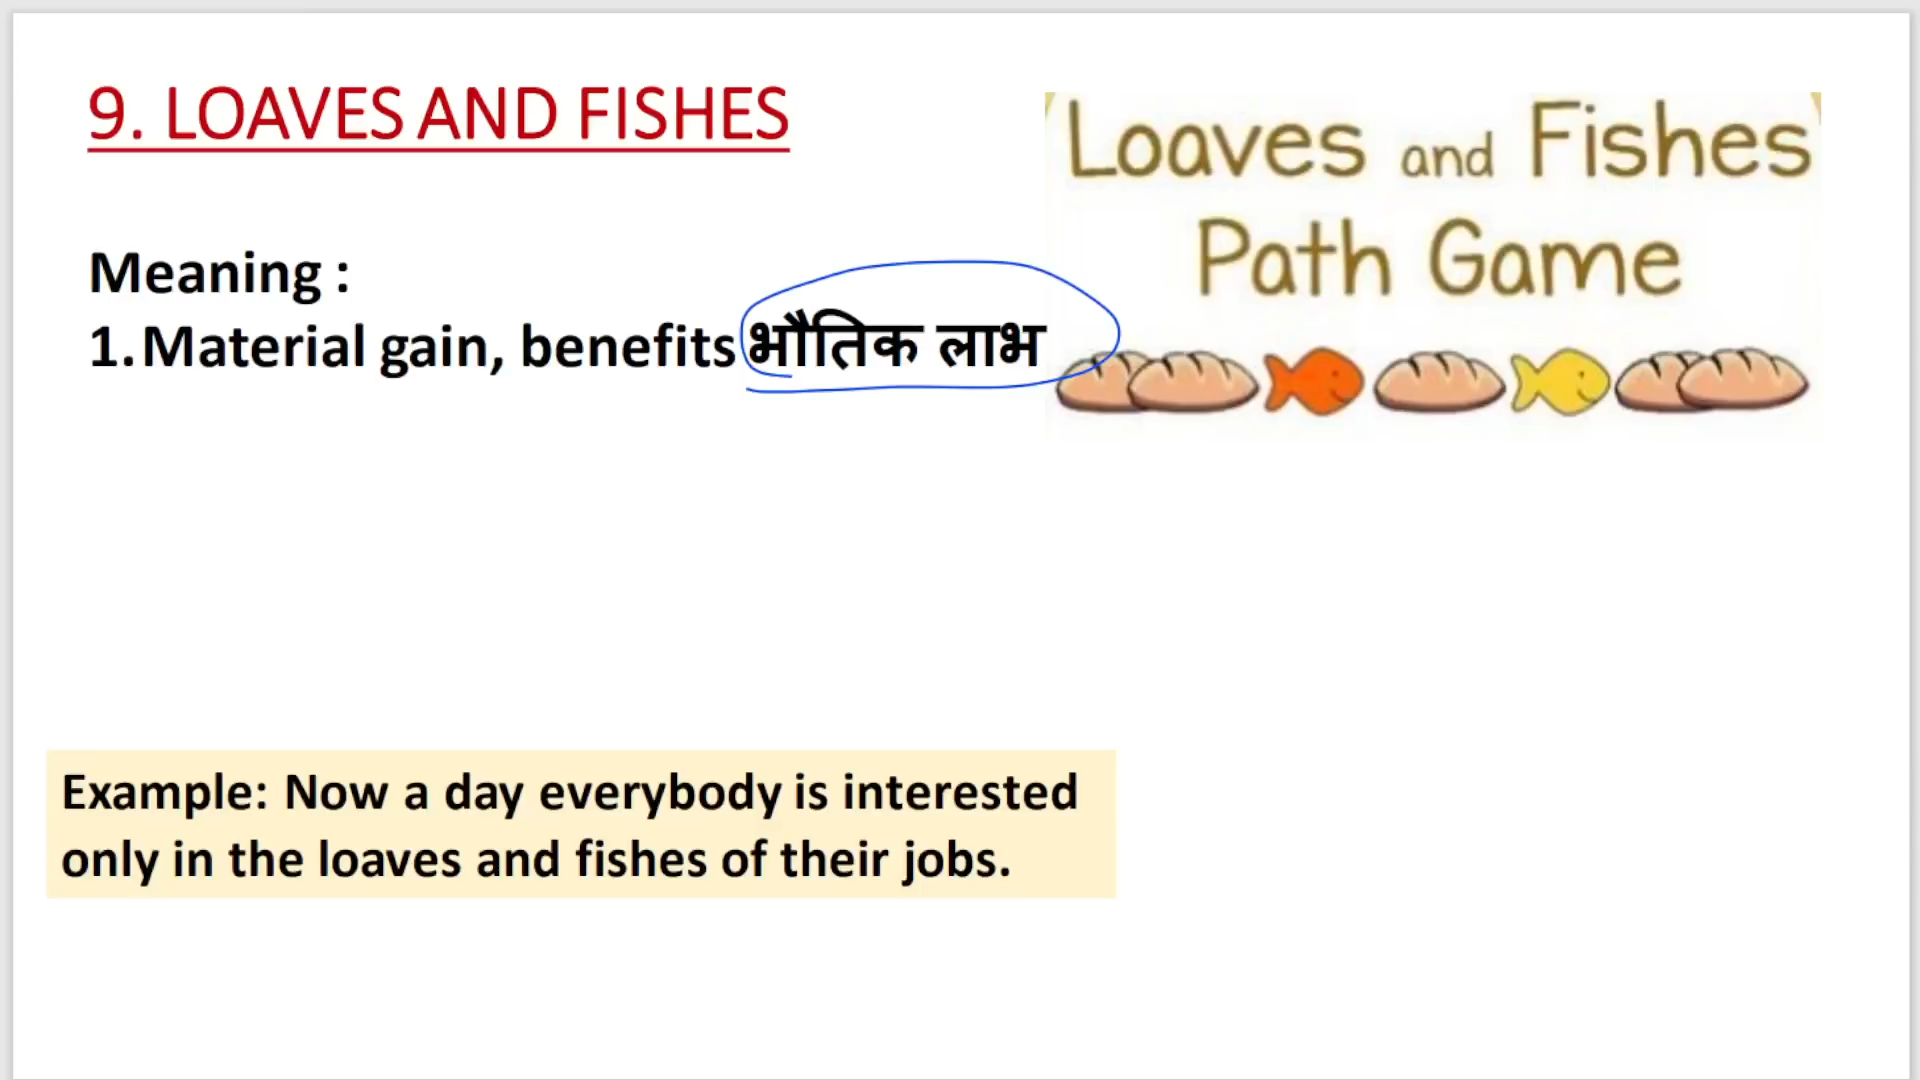 9. LOAVES AND FISHES
Loaves and Fishes
Path Game
Meaning :
1. Material gain, benefits भौतिक लाभ
Example: Now a day everybody is interested
only in the loaves and fishes of their jobs.